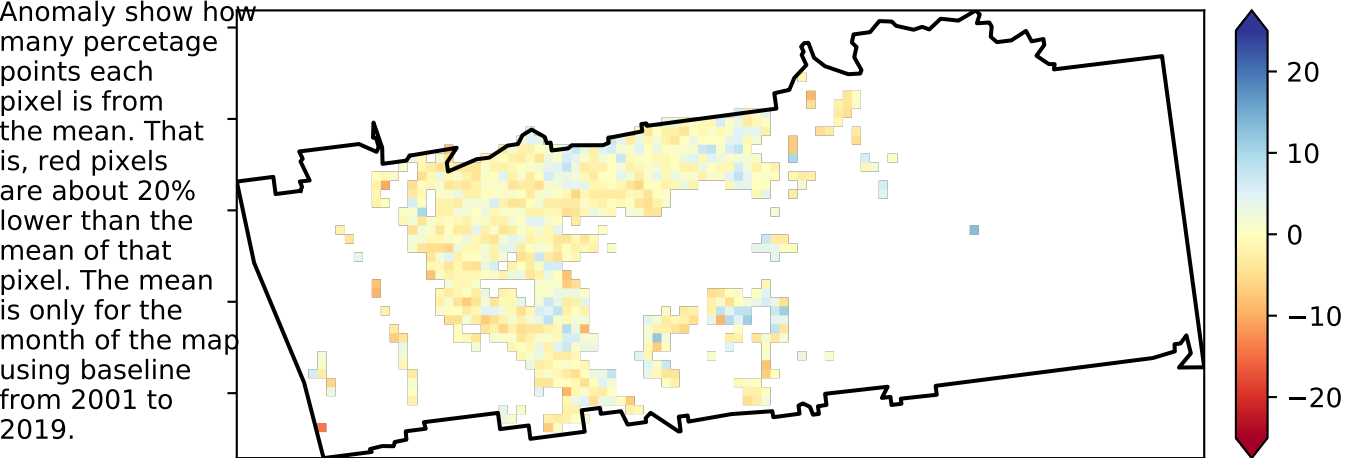 Anomaly show how
many percetage
points each
pixel is from
the mean. That
is, red pixels
are about 20%
lower than the
mean of that
pixel. The mean
is only for the
month of the map
using baseline
from 2001 to
2019.
20
10
0
−10
−20